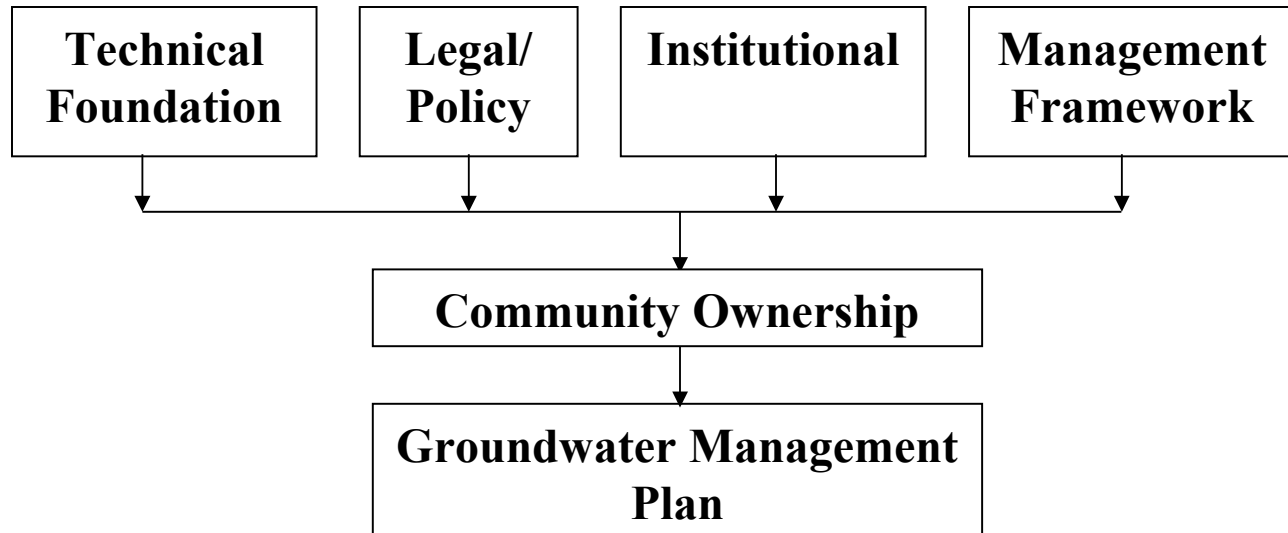 Technical
Foundation
Legal/
Policy
Institutional
Management
Framework
Community Ownership
Groundwater Management
Plan